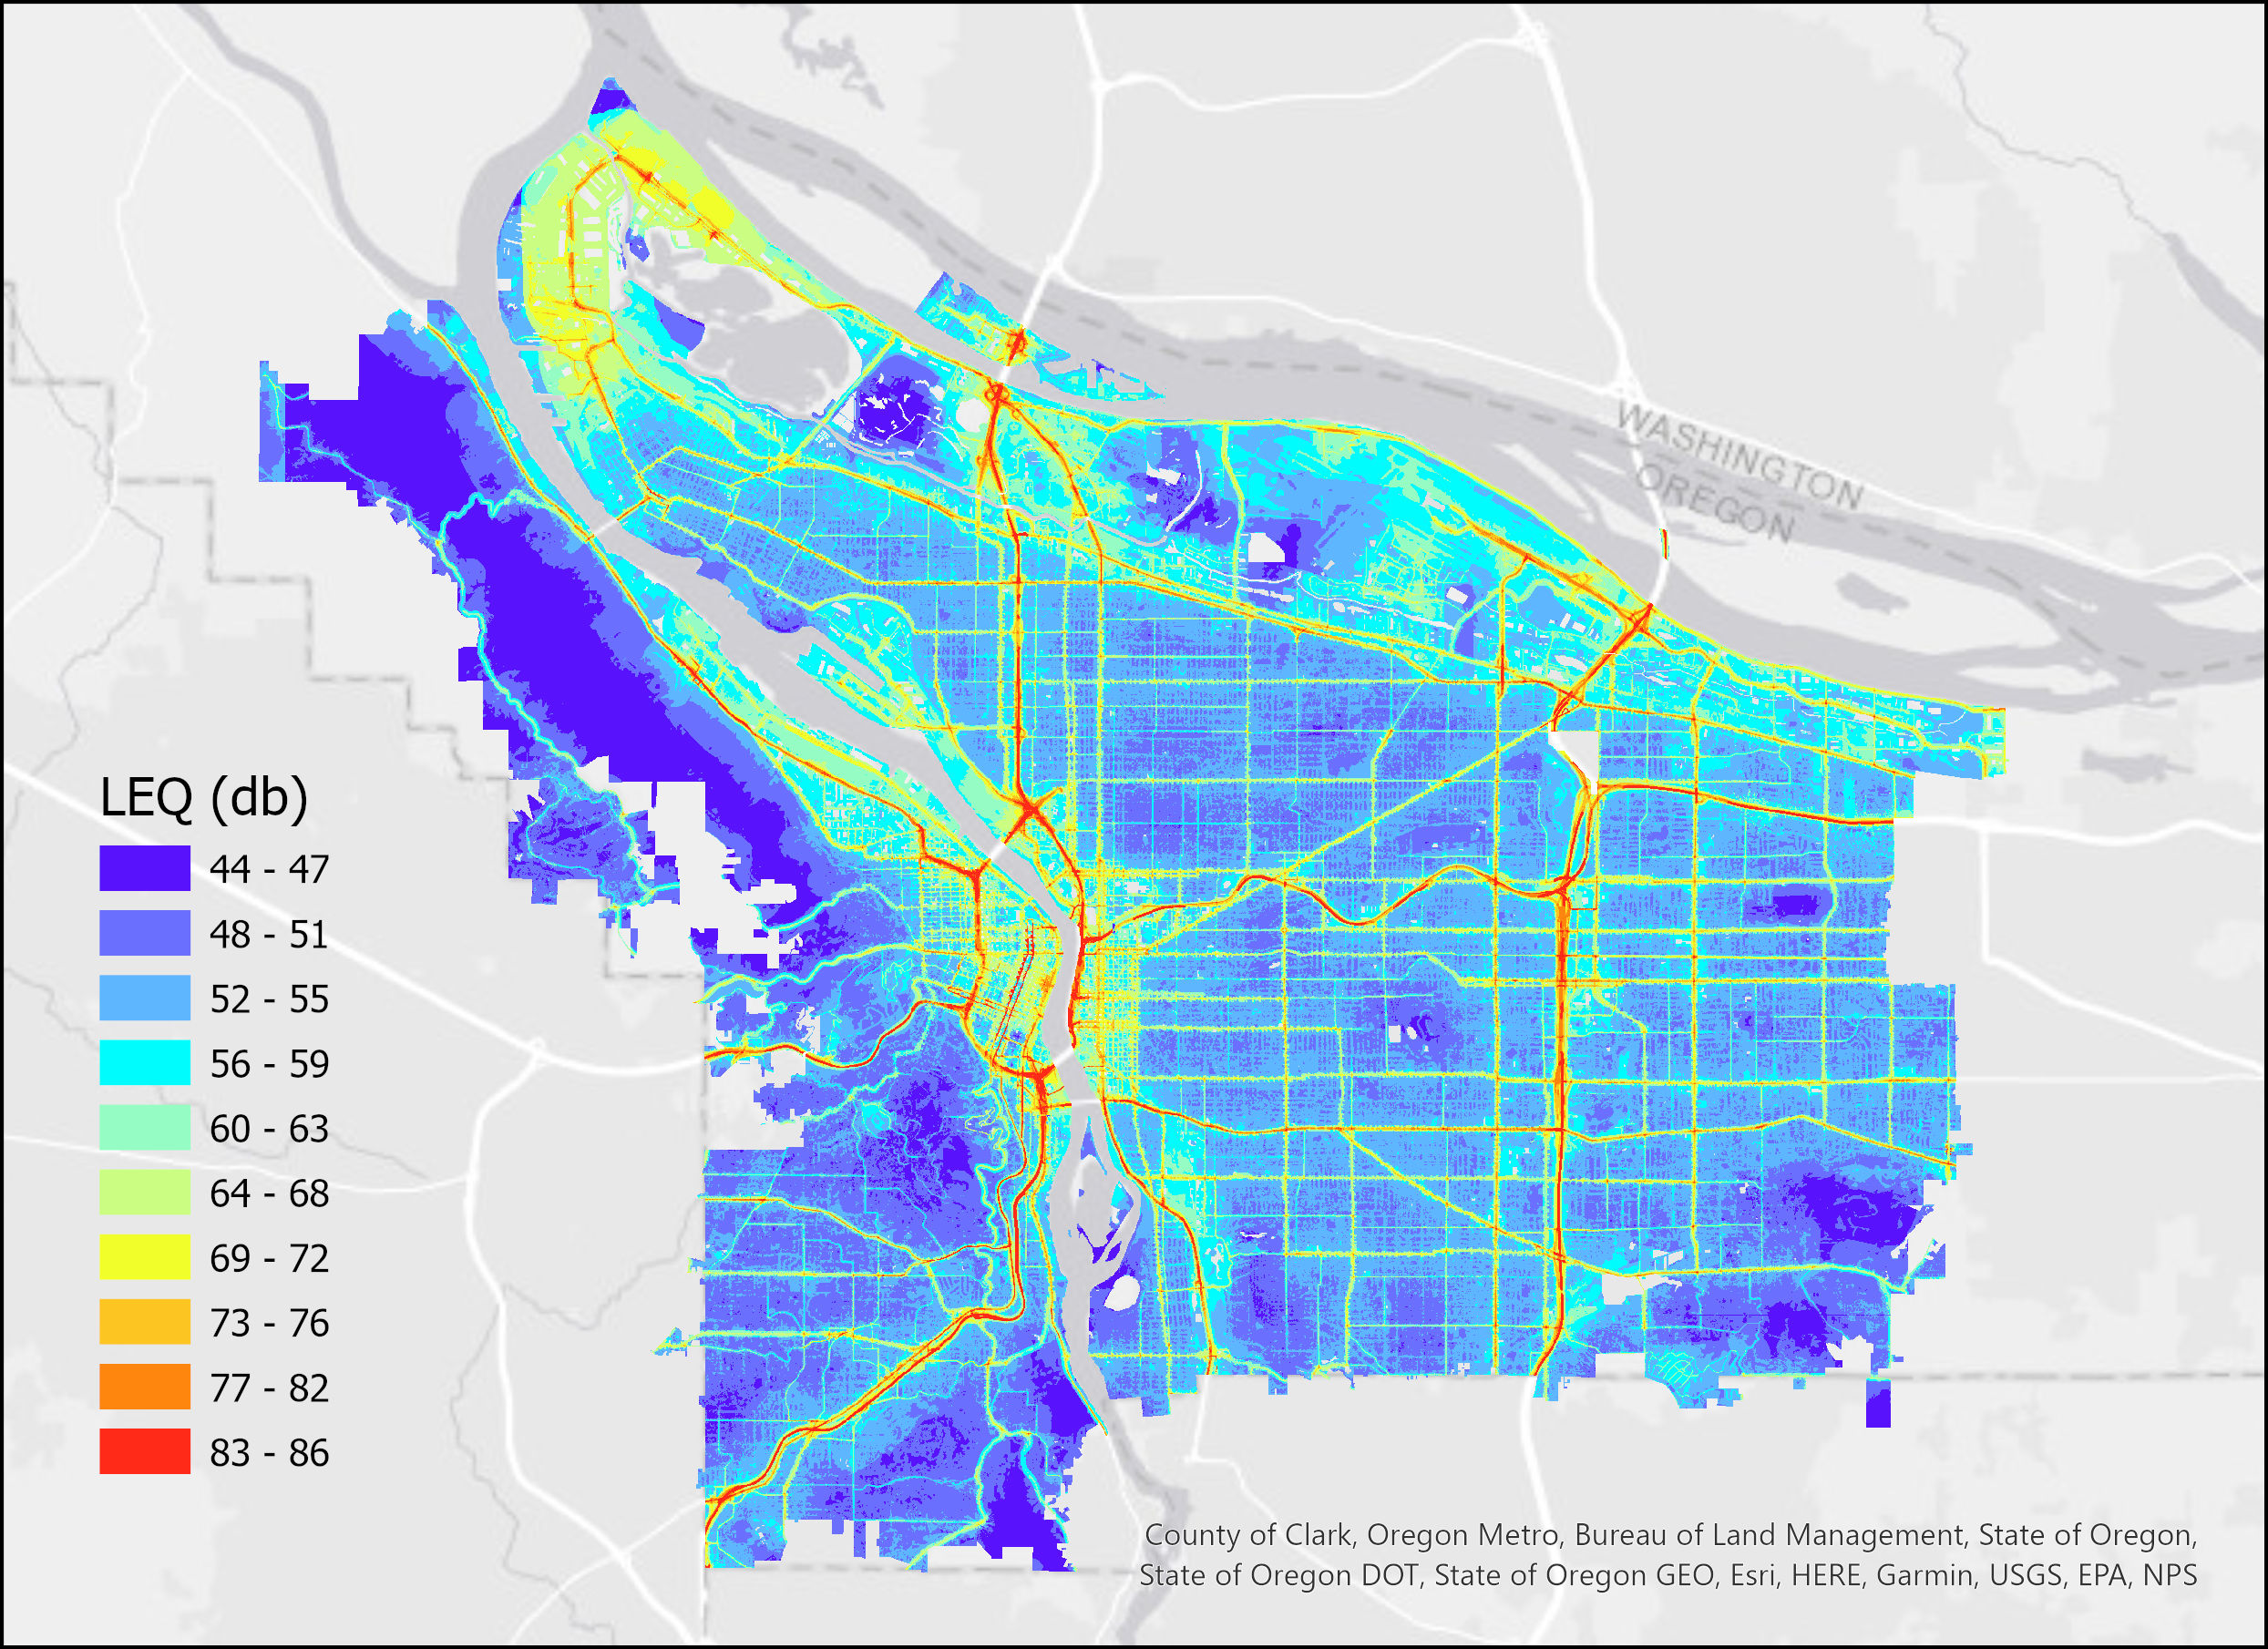 WASHINGTON
OREGON
LEQ (db)
44 - 47
48 - 51
52 - 55
56 - 59
60 - 63
64 - 68
69 - 72
73 - 76
77 - 82
83 - 86
County of Clark, Oregon Metro, Bureau of Land Management, State of Oregon,
State of Oregon DOT, State of Oregon GEO, Esri, HERE, Garmin, USGS, EPA, NPS